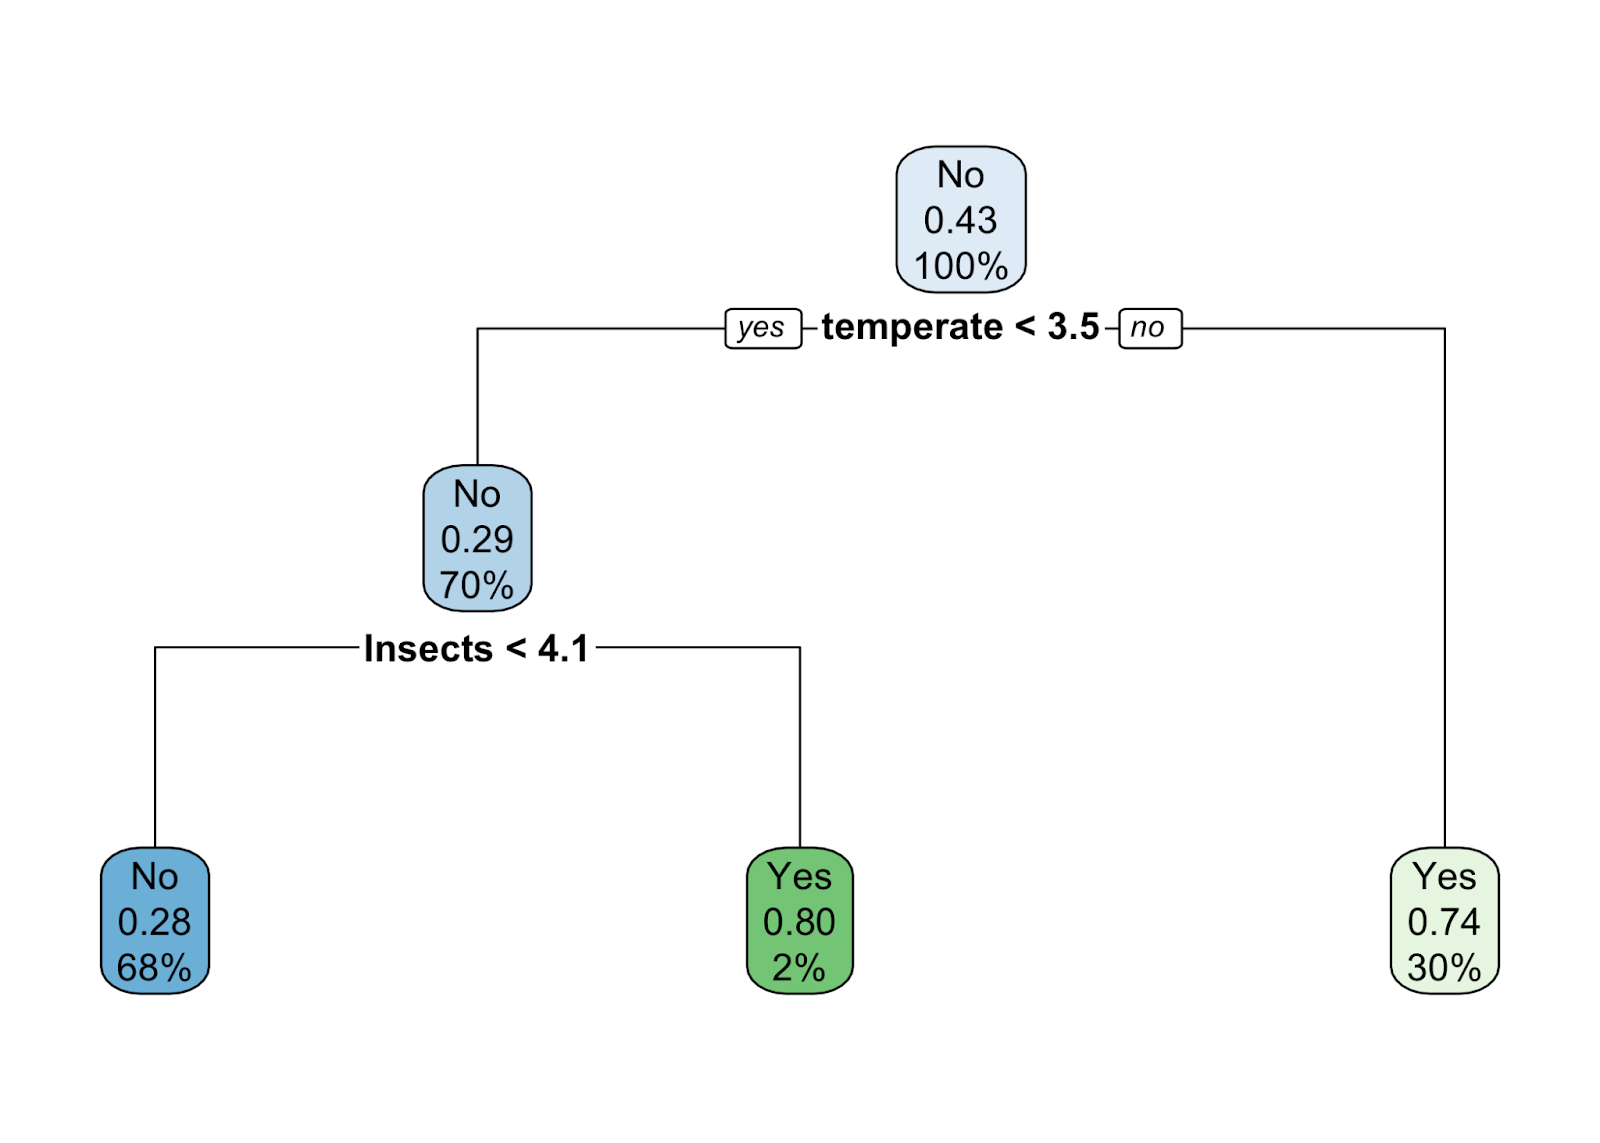 No
0.43
100%
yes temperate < 3.5 no
No
0.29
70%
Insects < 4.1
No
0.28
68%
Yes
0.80
2%
Yes
0.74
30%